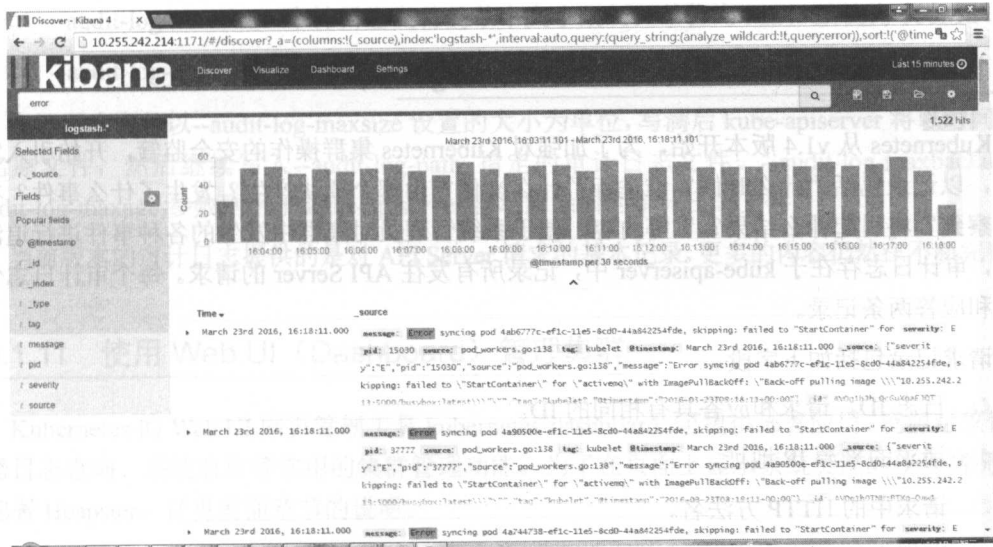 Discover - Kibana 4
10.255.242.214:1171/#/discover?_a=(columns:!(_source),index:'logstash-*',interval:auto,query:(query_string:(analyze_wildcard:!t,query:error)),sort:!('@time
kibana
Discover Visualize Dashboard Settings
Last 15 minutes
error
logstash-*
1,522 hits
Selected Fields
_source
Fields
Popular fields
@timestamp
_id
_index
_type
tag
message
pid
severity
source
March 23rd 2016, 16:03:11.101 - March 23rd 2016, 16:18:11.101
Count
60
40
20
0
16:04:00 16:05:00 16:06:00 16:07:00 16:08:00 16:09:00 16:10:00 16:11:00 16:12:00 16:13:00 16:14:00 16:15:00 16:16:00 16:17:00 16:18:00
@timestamp per 30 seconds
Time _source
March 23rd 2016, 16:18:11.000 message: Error syncing pod 4ab6777c-ef1c-11e5-8cd0-44a842254fde, skipping: failed to "StartContainer" for severity: E
pid: 15030 source: pod_workers.go:138 tag: kubelet @timestamp: March 23rd 2016, 16:18:11.000 _source: {"severit
y":"E","pid":"15030","source":"pod_workers.go:138","message":"Error syncing pod 4ab6777c-ef1c-11e5-8cd0-44a842254fde, s
kipping: failed to \"StartContainer\" for \"activemq\" with ImagePullBackOff: \"Back-off pulling image \\\"10.255.242.2
March 23rd 2016, 16:18:11.000 message: Error syncing pod 4a90500e-ef1c-11e5-8cd0-44a842254fde, skipping: failed to "StartContainer" for severity: E
pid: 37777 source: pod_workers.go:138 tag: kubelet @timestamp: March 23rd 2016, 16:18:11.000 _source: {"severit
y":"E","pid":"37777","source":"pod_workers.go:138","message":"Error syncing pod 4a90500e-ef1c-11e5-8cd0-44a842254fde, s
kipping: failed to \"StartContainer\" for \"activemq\" with ImagePullBackOff: \"Back-off pulling image \\\"10.255.242.2
March 23rd 2016, 16:18:11.000 message: Error syncing pod 4a744738-ef1c-11e5-8cd0-44a842254fde, skipping: failed to "StartContainer" for severity: E